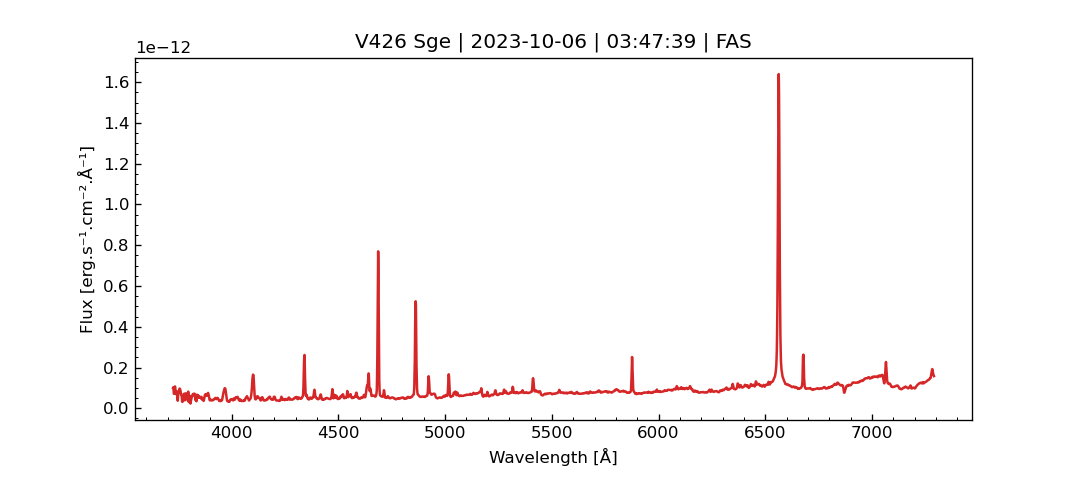 V426 Sge | 2023-10-06 | 03:47:39 | FAS
1e−12
1.6
1.4
1.2
1.0
0.8
0.6
0.4
0.2
0.0
Flux [erg.s⁻¹.cm⁻².Å⁻¹]
4000 4500 5000 5500 6000 6500 7000
Wavelength [Å]